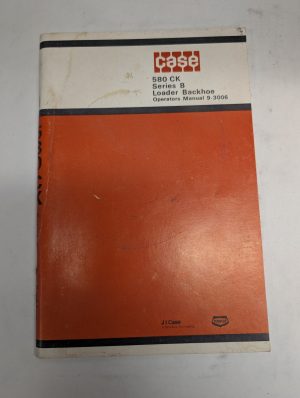 case
580 CK
Series B
Loader Backhoe
Operators Manual 9-3006
J I Case